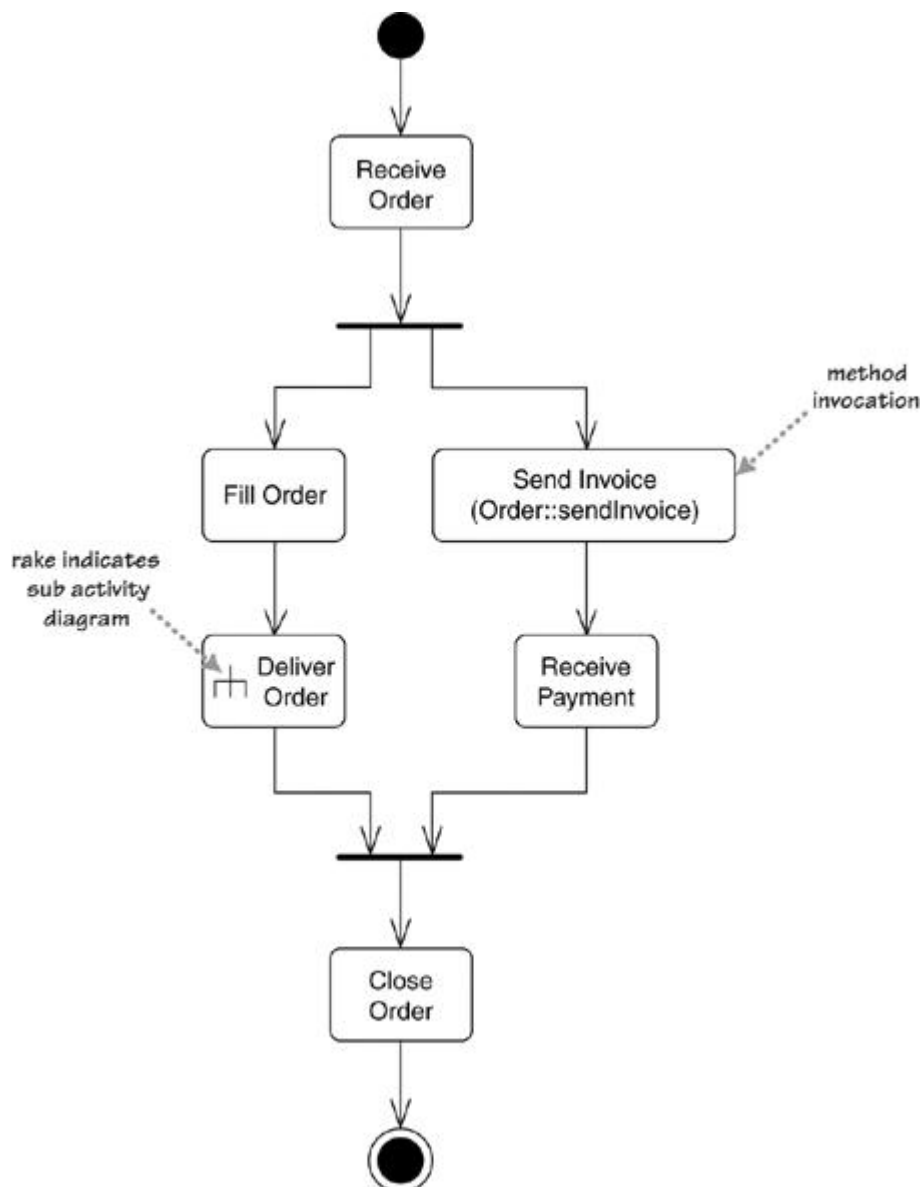 Receive
Order
method
invocation
Fill Order
Send Invoice
(Order::sendInvoice)
rake indicates
sub activity
diagram
Deliver
Order
Receive
Payment
Close
Order